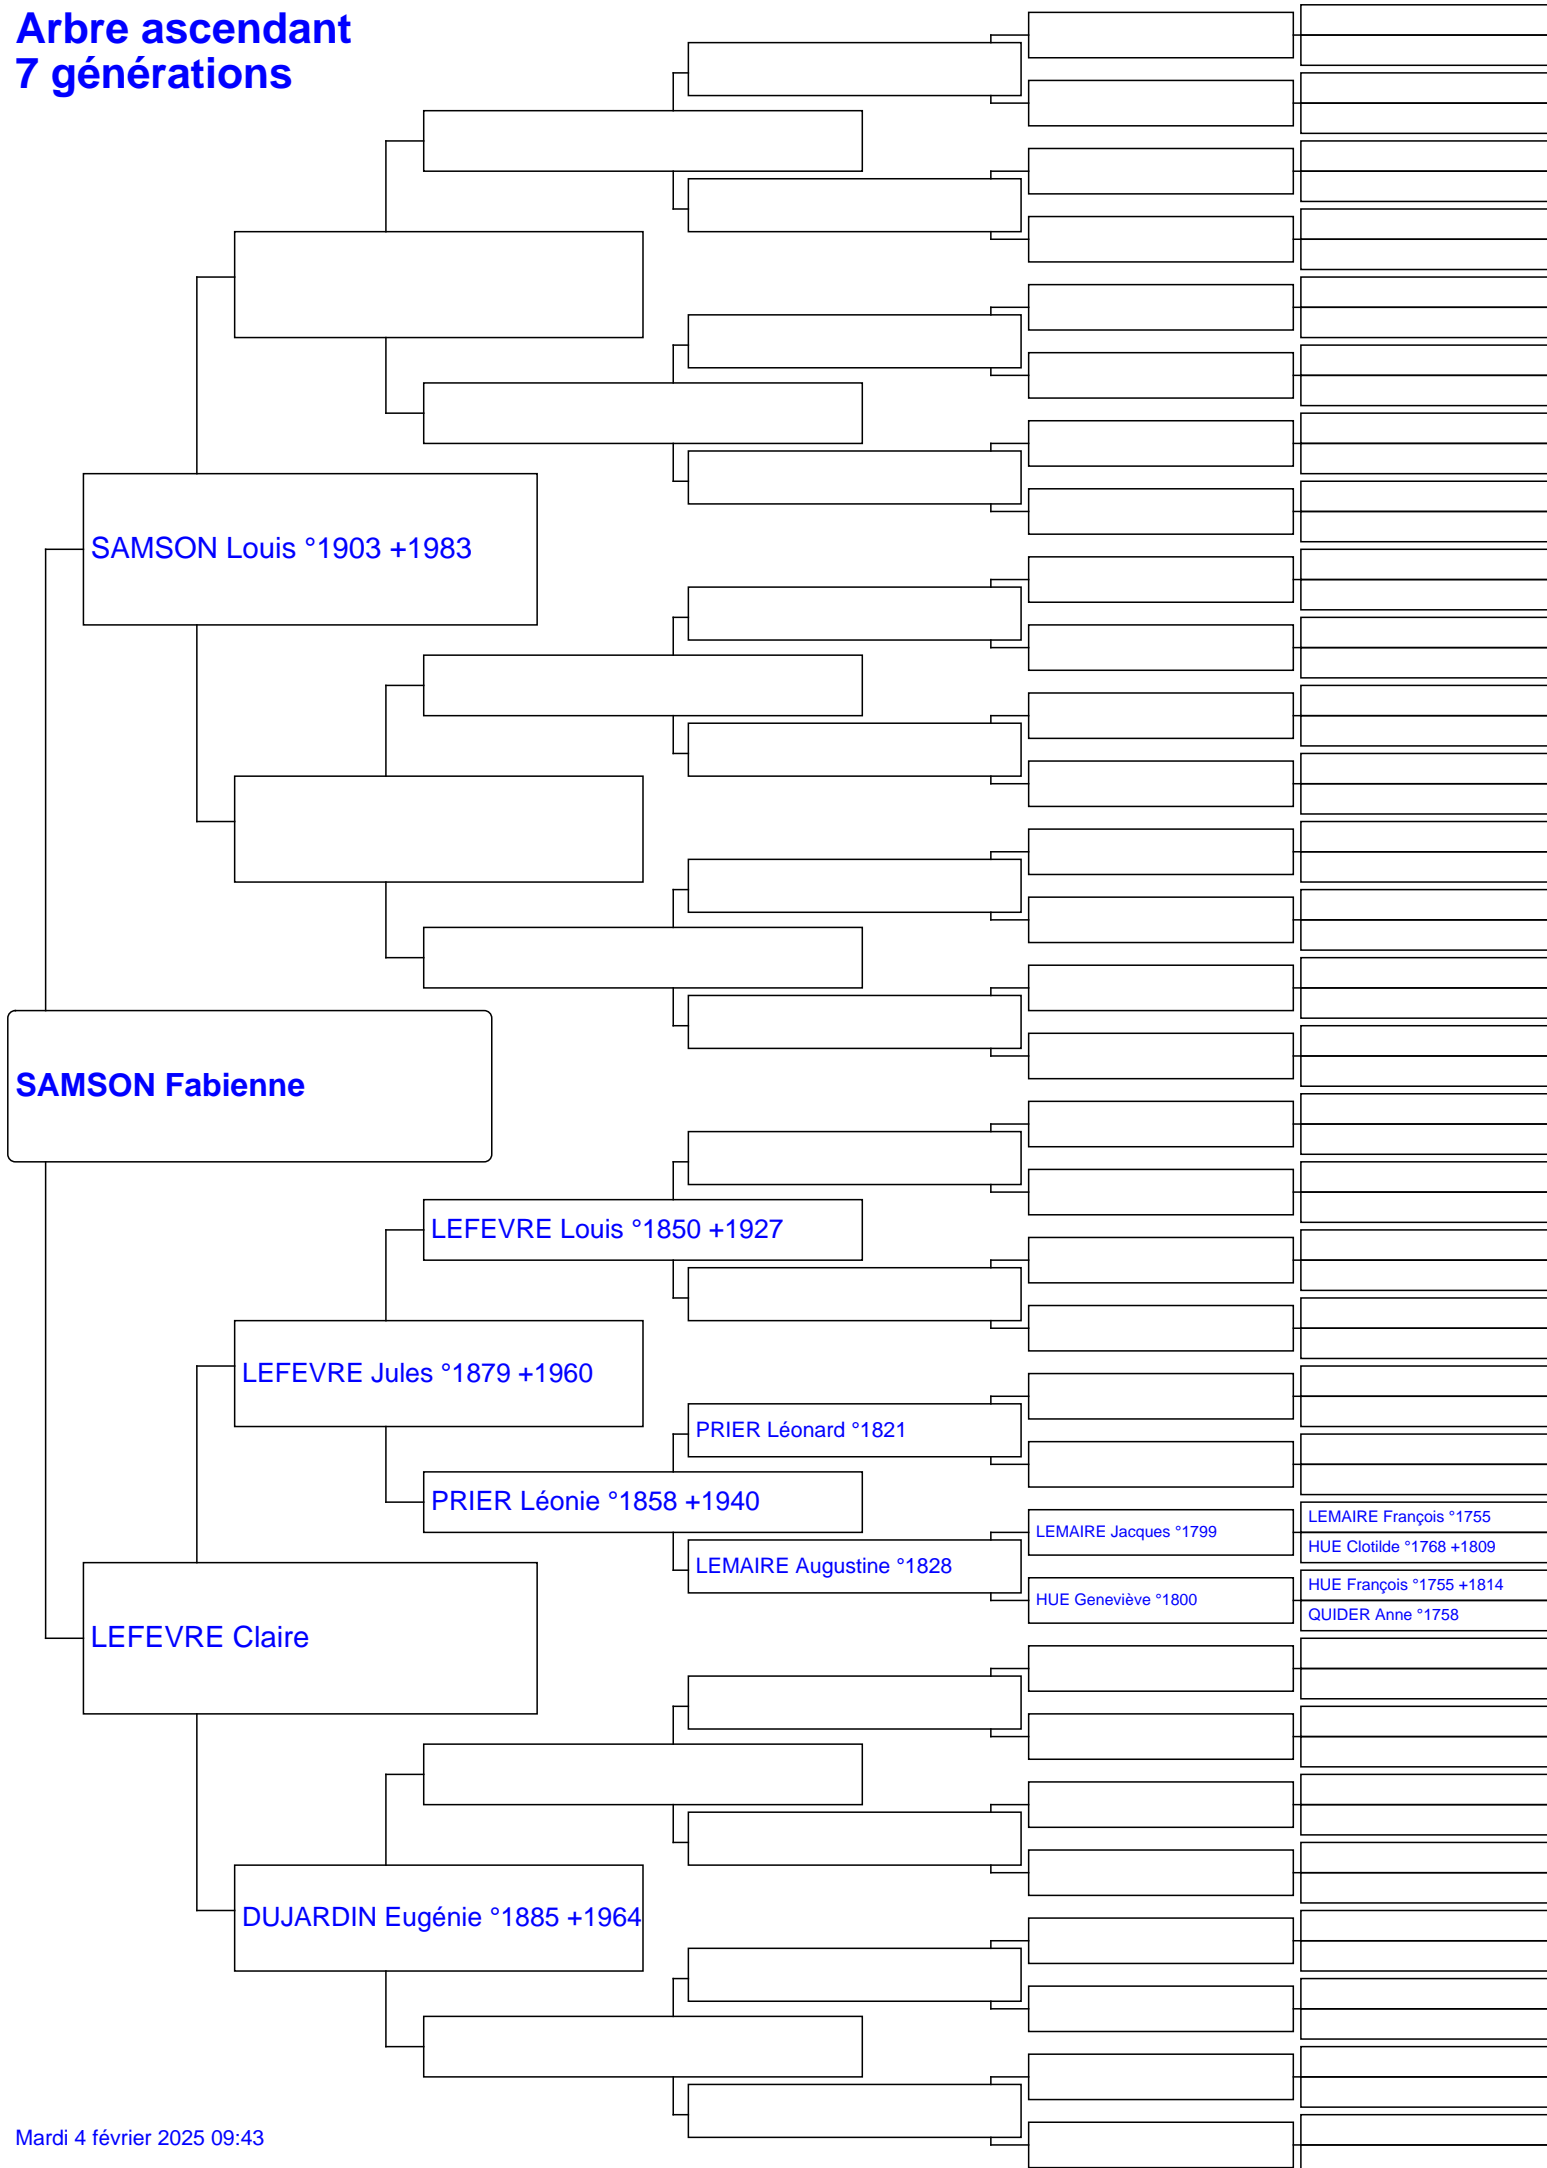 Arbre ascendant
7 générations
SAMSON Louis °1903 +1983
SAMSON Fabienne
LEFEVRE Louis °1850 +1927
LEFEVRE Jules °1879 +1960
PRIER Léonard °1821
PRIER Léonie °1858 +1940
LEMAIRE François °1755
LEMAIRE Jacques °1799
HUE Clotilde °1768 +1809
LEMAIRE Augustine °1828
HUE François °1755 +1814
HUE Geneviève °1800
QUIDER Anne °1758
LEFEVRE Claire
DUJARDIN Eugénie °1885 +1964
Mardi 4 février 2025 09:43